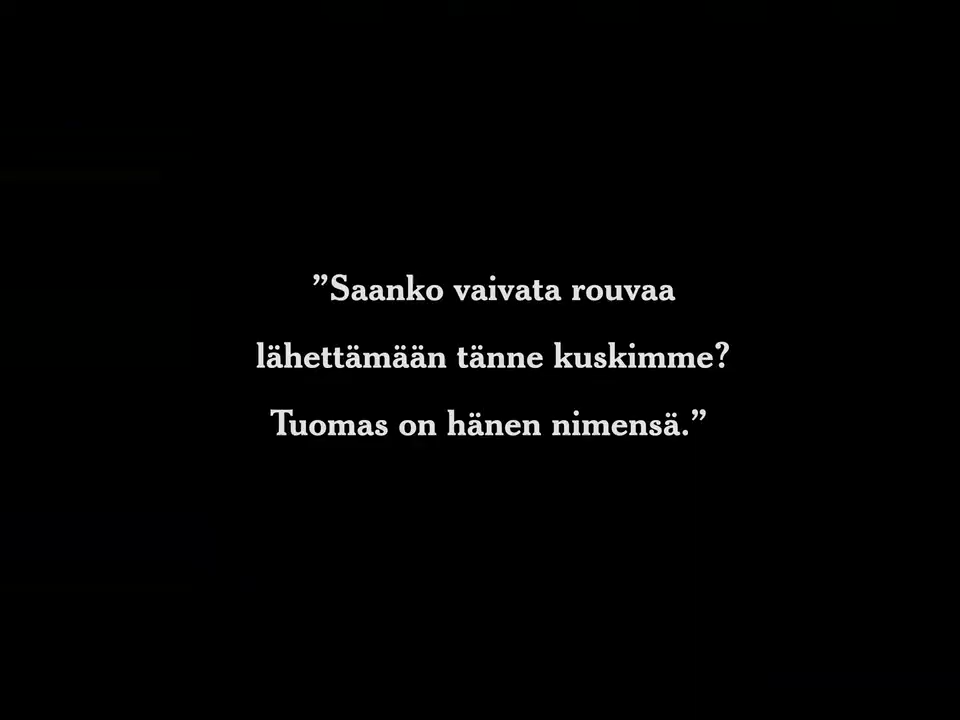 ”Saanko vaivata rouvaa
lähettämään tänne kuskimme?
Tuomas on hänen nimensä.”